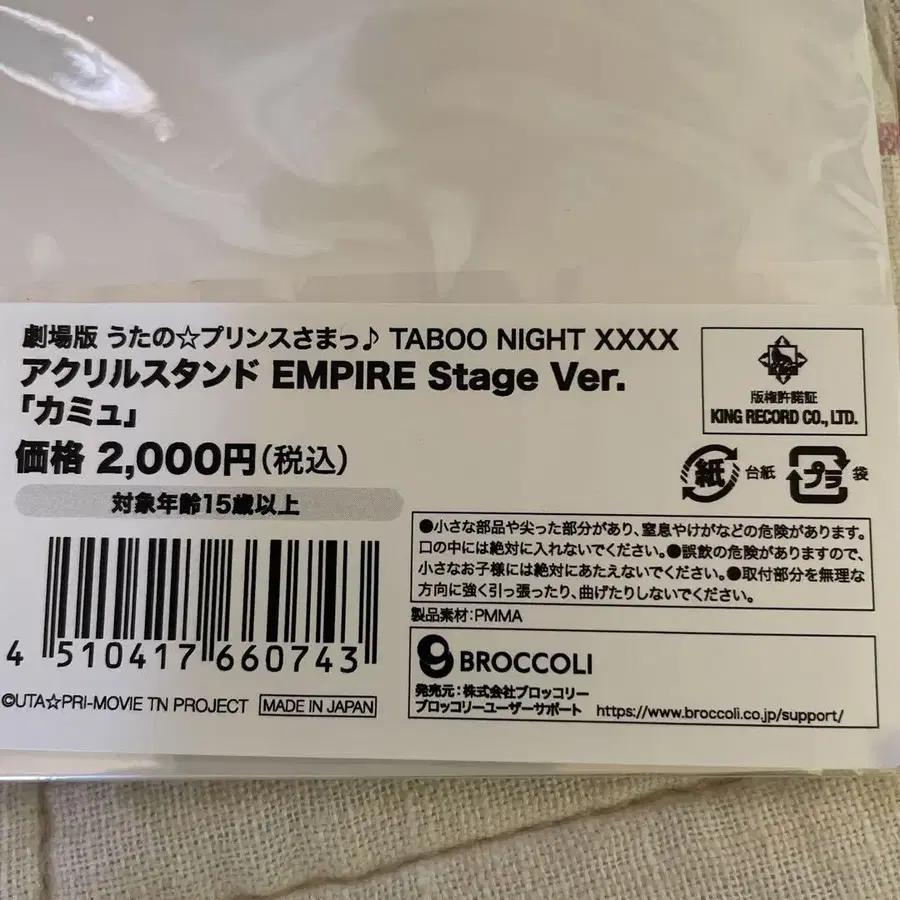 劇場版 うたの☆プリンスさまっ♪ TABOO NIGHT XXXX
アクリルスタンド EMPIRE Stage Ver.
「カミュ」
価格 2,000円(税込)
対象年齢15歳以上
版権許諾証
KING RECORD CO., LTD.
紙 台紙
プラ 袋
●小さな部品や尖った部分があり、窒息やけがなどの危険があります。
口の中には絶対に入れないでください。●誤飲の危険がありますので、
小さなお子様には絶対にあたえないでください。●取付部分を無理な
方向に強く引っ張ったり、曲げたりしないでください。
製品素材:PMMA
4 510417 660743
BROCCOLI
発売元:株式会社ブロッコリー
ブロッコリーユーザーサポート https://www.broccoli.co.jp/support/
©UTA☆PRI-MOVIE TN PROJECT MADE IN JAPAN